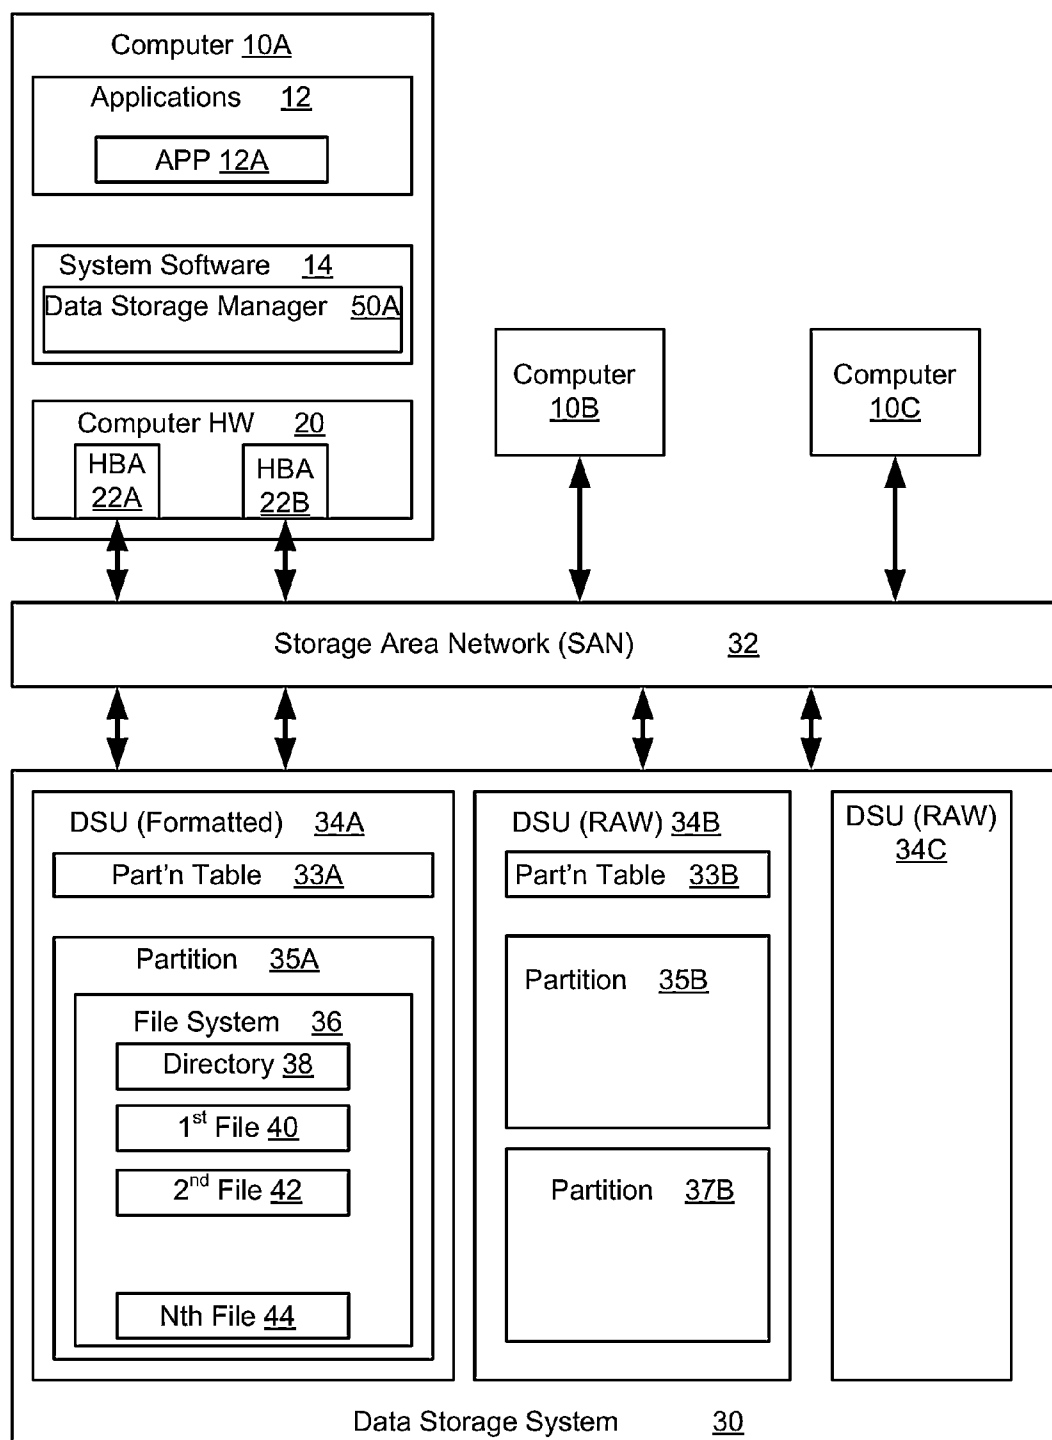 Computer 10A
Applications 12
APP 12A
System Software 14
Data Storage Manager 50A
Computer HW 20
HBA
22A
HBA
22B
Computer
10B
Computer
10C
Storage Area Network (SAN) 32
DSU (Formatted) 34A
Part'n Table 33A
Partition 35A
File System 36
Directory 38
1st File 40
2nd File 42
Nth File 44
DSU (RAW) 34B
Part'n Table 33B
Partition 35B
Partition 37B
DSU (RAW)
34C
Data Storage System 30